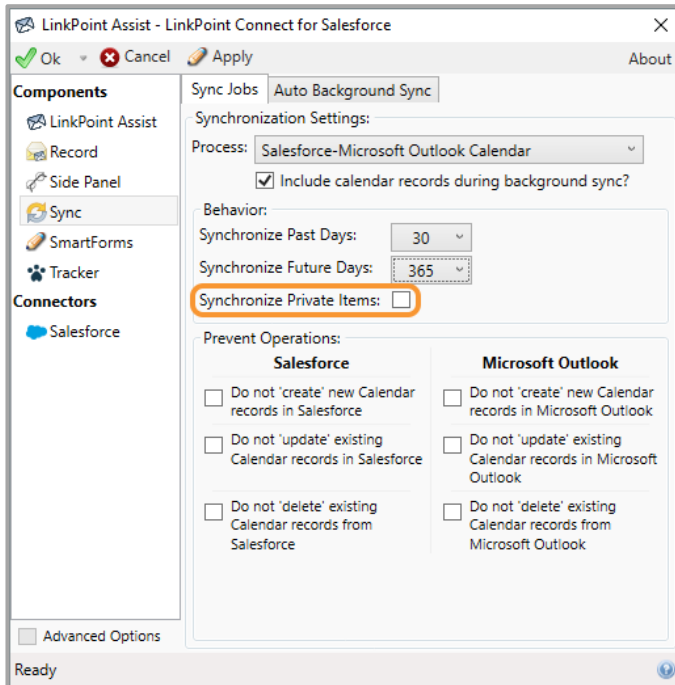 LinkPoint Assist - LinkPoint Connect for Salesforce
Ok Cancel Apply About
Components
LinkPoint Assist
Record
Side Panel
Sync
SmartForms
Tracker
Connectors
Salesforce
Advanced Options
Sync Jobs Auto Background Sync
Synchronization Settings:
Process: Salesforce-Microsoft Outlook Calendar
Include calendar records during background sync?
Behavior:
Synchronize Past Days: 30
Synchronize Future Days: 365
Synchronize Private Items:
Prevent Operations:
Salesforce
Do not 'create' new Calendar
records in Salesforce
Do not 'update' existing
Calendar records in Salesforce
Do not 'delete' existing
Calendar records from
Salesforce
Microsoft Outlook
Do not 'create' new Calendar
records in Microsoft Outlook
Do not 'update' existing
Calendar records in Microsoft
Outlook
Do not 'delete' existing
Calendar records from
Microsoft Outlook
Ready